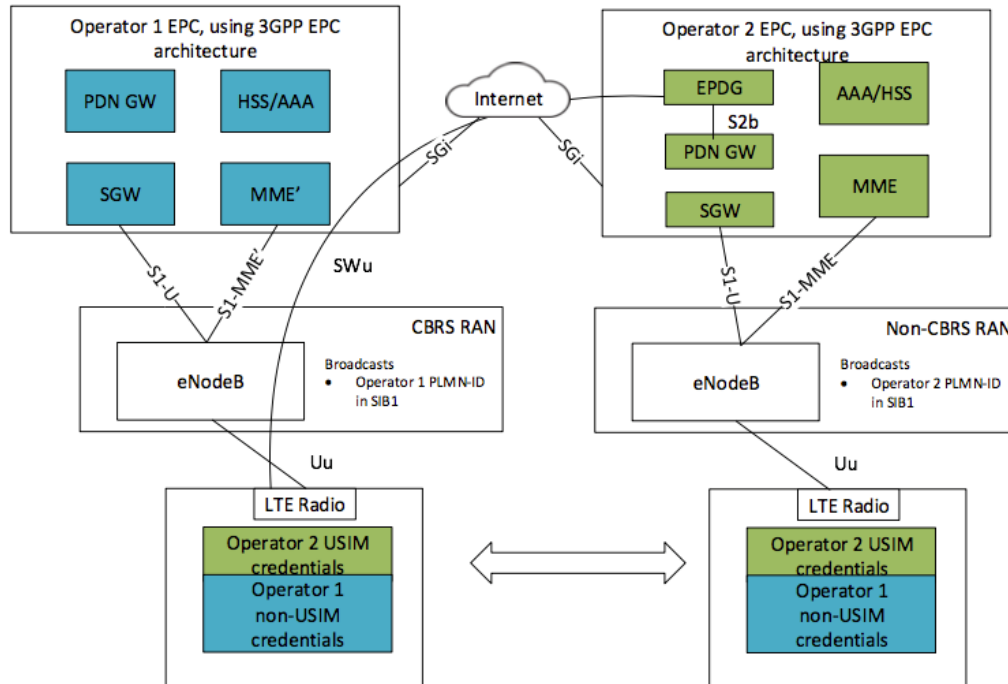 Operator 1 EPC, using 3GPP EPC
architecture
PDN GW
HSS/AAA
SGW
MME’
Internet
SGi
SGi
Operator 2 EPC, using 3GPP EPC
architecture
EPDG
AAA/HSS
S2b
PDN GW
SGW
MME
S1-U
S1-MME’
SWu
S1-U
S1-MME
CBRS RAN
eNodeB
Broadcasts
• Operator 1 PLMN-ID
in SIB1
Non-CBRS RAN
eNodeB
Broadcasts
• Operator 2 PLMN-ID
in SIB1
Uu
Uu
LTE Radio
Operator 2 USIM
credentials
Operator 1
non-USIM
credentials
LTE Radio
Operator 2 USIM
credentials
Operator 1
non-USIM
credentials